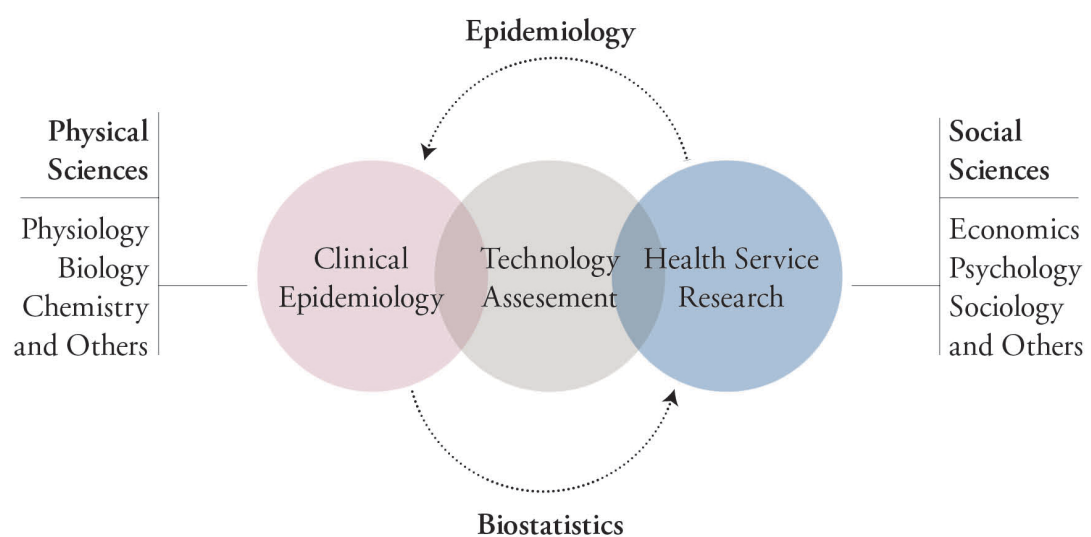 Epidemiology
Physical
Sciences
Physiology
Biology
Chemistry
and Others
Clinical
Epidemiology
Technology
Assesement
Health Service
Research
Social
Sciences
Economics
Psychology
Sociology
and Others
Biostatistics